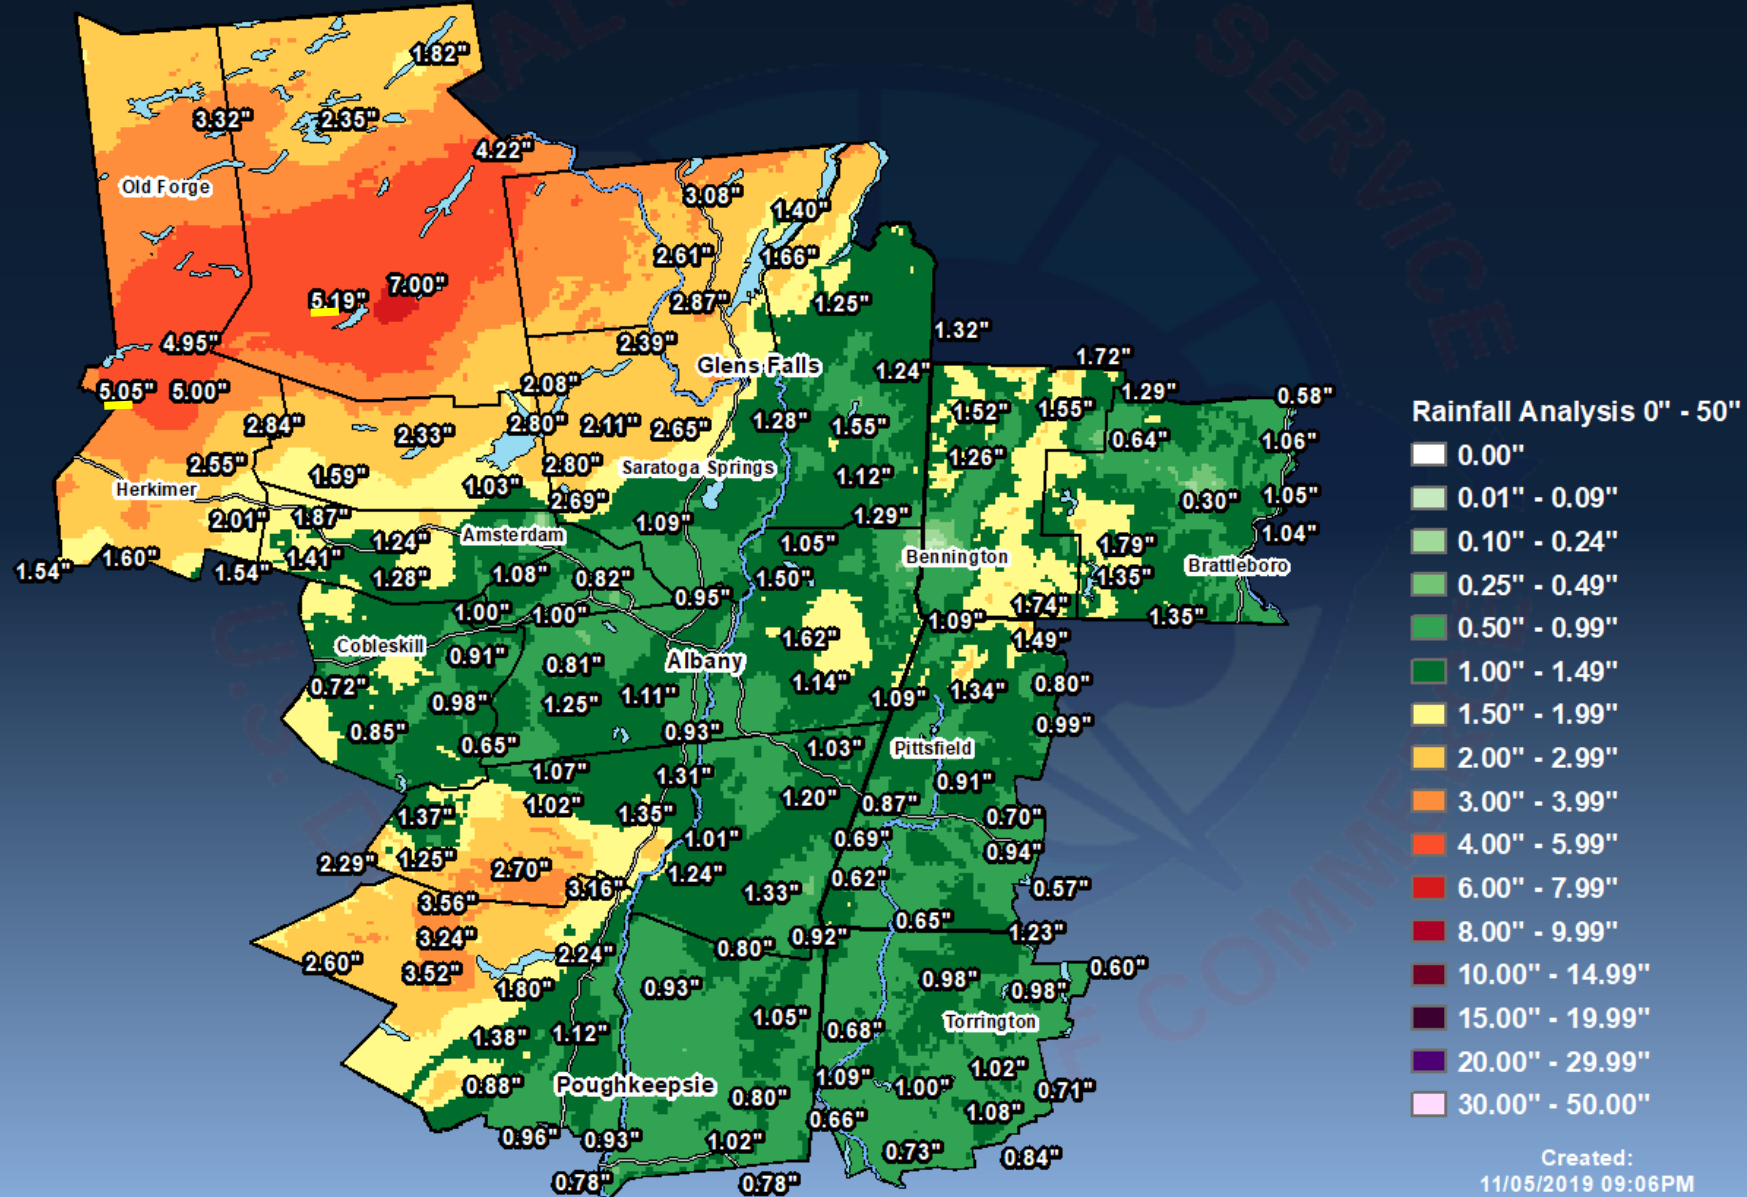 1.82"
3.32" 2.35"
4.22"
Old Forge 3.08"
1.40"
2.61" 1.66"
5.19" 7.00" 2.87" 1.25"
1.32"
4.95" 2.39"
Glens Falls 1.24" 1.72"
5.05" 5.00" 2.08" 1.29" 0.58"
2.84" 2.33" 2.80" 2.11" 2.65" 1.28" 1.55" 1.52" 1.55" 0.64" 1.06"
2.55" 1.59" 2.80" Saratoga Springs 1.12" 1.26"
Herkimer 1.03" 2.69" 0.30" 1.05"
2.01" 1.87" 1.09" 1.29" 1.04"
1.24" Amsterdam 1.05" 1.79"
1.54" 1.60" 1.54" 1.41" Bennington Brattleboro
1.28" 1.08" 0.82" 1.50" 1.35"
1.00" 1.00" 0.95" 1.09" 1.74" 1.35"
Cobleskill 1.62" 1.49"
0.91" 0.81" Albany
0.72" 0.98" 1.25" 1.11" 1.14" 1.09" 1.34" 0.80"
0.85" 0.65" 0.93" 1.03" Pittsfield 0.99"
1.07" 1.31" 0.91"
1.37" 1.02" 1.35" 1.20" 0.87" 0.70"
1.01" 0.69" 0.94"
2.29" 1.25" 2.70" 1.24" 0.62" 0.57"
3.56" 3.16" 1.33" 0.65"
3.24" 0.80" 0.92" 1.23"
2.60" 3.52" 2.24" 0.98" 0.60"
1.80" 0.93" 0.98"
1.38" 1.12" 1.05" 0.68" Torrington
0.88" Poughkeepsie 0.80" 1.09" 1.00" 1.02" 0.71"
0.96" 0.93" 1.02" 0.66" 1.08"
0.78" 0.78" 0.73" 0.84"
Rainfall Analysis 0" - 50"
0.00"
0.01" - 0.09"
0.10" - 0.24"
0.25" - 0.49"
0.50" - 0.99"
1.00" - 1.49"
1.50" - 1.99"
2.00" - 2.99"
3.00" - 3.99"
4.00" - 5.99"
6.00" - 7.99"
8.00" - 9.99"
10.00" - 14.99"
15.00" - 19.99"
20.00" - 29.99"
30.00" - 50.00"
Created:
11/05/2019 09:06PM